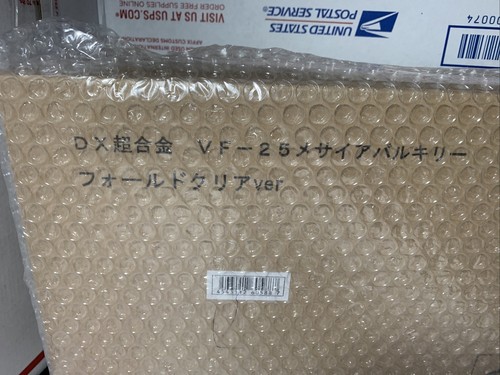 VISIT US AT USPS.COM®
ORDER FREE SUPPLIES ONLINE
UNITED STATES
POSTAL SERVICE®
00074
DX超合金　VF-25メサイアバルキリー
フォールドクリアver